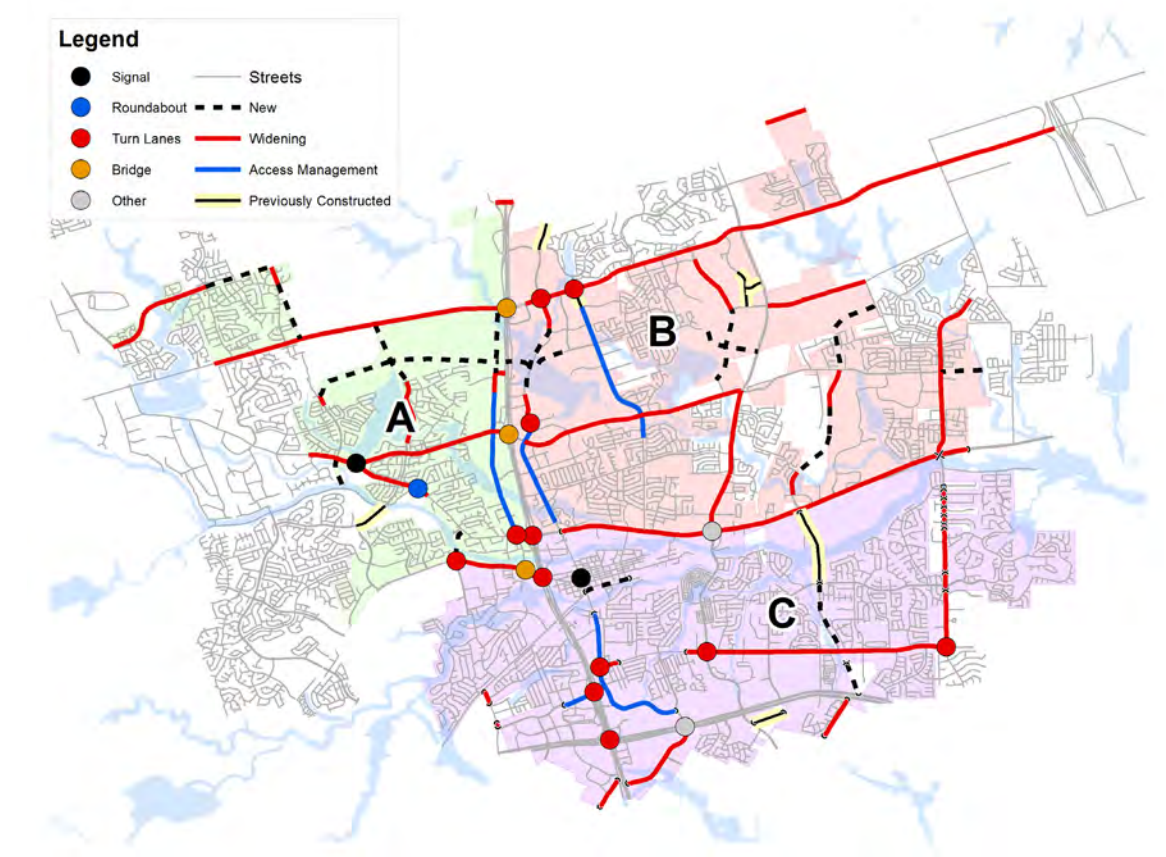 Legend
Signal
Streets
Roundabout
New
Turn Lanes
Widening
Bridge
Access Management
Other
Previously Constructed
B
A
C